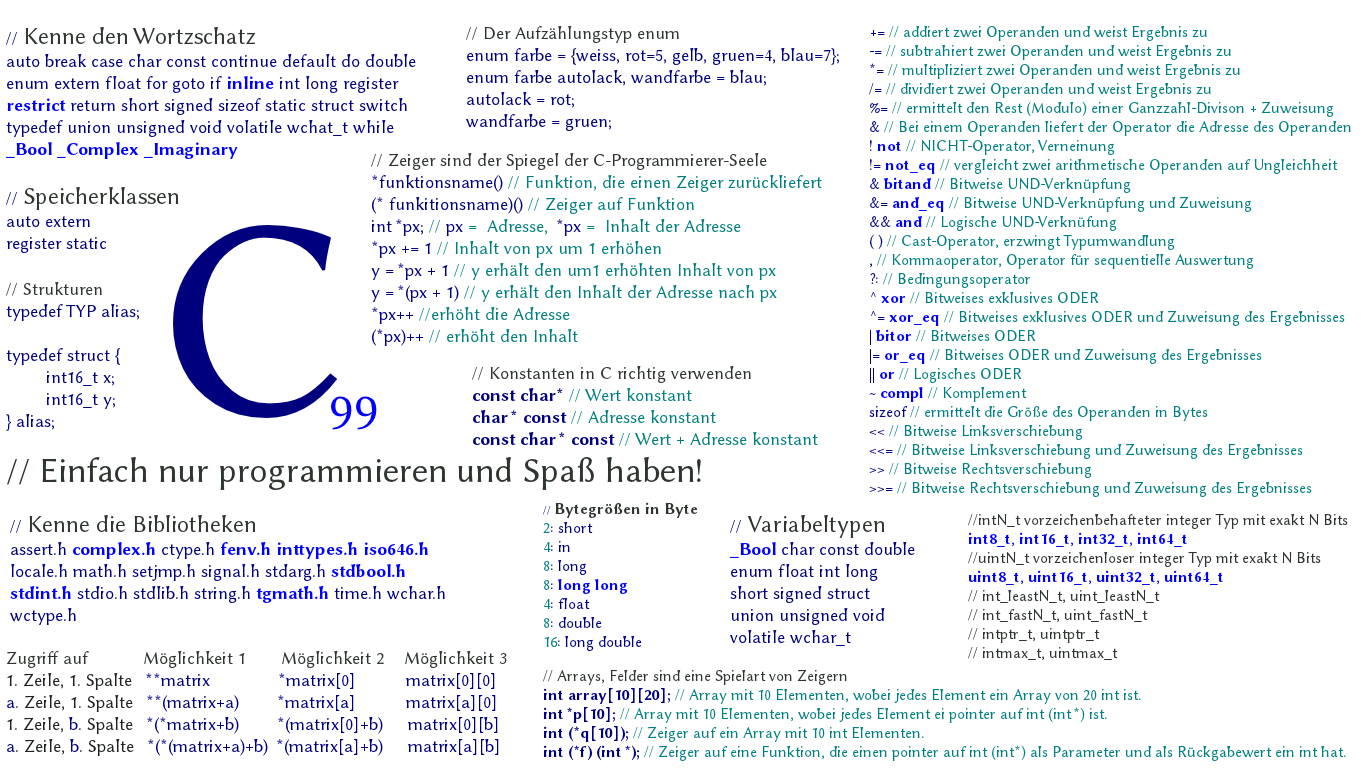 // Kenne den Wortzschatz
auto break case char const continue default do double
enum extern float for goto if inline int long register
restrict return short signed sizeof static struct switch
typedef union unsigned void volatile wchat_t while
_Bool _Complex _Imaginary
// Speicherklassen
auto extern
register static
// Strukturen
typedef TYP alias;
typedef struct {
int16_t x;
int16_t y;
} alias;
C99
// Der Aufzählungstyp enum
enum farbe = {weiss, rot=5, gelb, gruen=4, blau=7};
enum farbe autolack, wandfarbe = blau;
autolack = rot;
wandfarbe = gruen;
// Zeiger sind der Spiegel der C-Programmierer-Seele
*funktionsname() // Funktion, die einen Zeiger zurückliefert
(* funkitionsname)() // Zeiger auf Funktion
int *px; // px = Adresse, *px = Inhalt der Adresse
*px += 1 // Inhalt von px um 1 erhöhen
y = *px + 1 // y erhält den um1 erhöhten Inhalt von px
y = *(px + 1) // y erhält den Inhalt der Adresse nach px
*px++ //erhöht die Adresse
(*px)++ // erhöht den Inhalt
// Konstanten in C richtig verwenden
const char* // Wert konstant
char* const // Adresse konstant
const char* const // Wert + Adresse konstant
+= // addiert zwei Operanden und weist Ergebnis zu
-= // subtrahiert zwei Operanden und weist Ergebnis zu
*= // multipliziert zwei Operanden und weist Ergebnis zu
/= // dividiert zwei Operanden und weist Ergebnis zu
%= // ermittelt den Rest (Modulo) einer Ganzzahl-Divison + Zuweisung
& // Bei einem Operanden liefert der Operator die Adresse des Operanden
! not // NICHT-Operator, Verneinung
!= not_eq // vergleicht zwei arithmetische Operanden auf Ungleichheit
& bitand // Bitweise UND-Verknüpfung
&= and_eq // Bitweise UND-Verknüpfung und Zuweisung
&& and // Logische UND-Verknüfung
( ) // Cast-Operator, erzwingt Typumwandlung
, // Kommaoperator, Operator für sequentielle Auswertung
?: // Bedingungsoperator
^ xor // Bitweises exklusives ODER
^= xor_eq // Bitweises exklusives ODER und Zuweisung des Ergebnisses
| bitor // Bitweises ODER
|= or_eq // Bitweises ODER und Zuweisung des Ergebnisses
|| or // Logisches ODER
~ compl // Komplement
sizeof // ermittelt die Größe des Operanden in Bytes
<< // Bitweise Linksverschiebung
<<= // Bitweise Linksverschiebung und Zuweisung des Ergebnisses
>> // Bitweise Rechtsverschiebung
>>= // Bitweise Rechtsverschiebung und Zuweisung des Ergebnisses
// Einfach nur programmieren und Spaß haben!
// Kenne die Bibliotheken
assert.h complex.h ctype.h fenv.h inttypes.h iso646.h
locale.h math.h setjmp.h signal.h stdarg.h stdbool.h
stdint.h stdio.h stdlib.h string.h tgmath.h time.h wchar.h
wctype.h
// Bytegrößen in Byte
2: short
4: in
8: long
8: long long
4: float
8: double
16: long double
// Variabeltypen
_Bool char const double
enum float int long
short signed struct
union unsigned void
volatile wchar_t
//intN_t vorzeichenbehafteter integer Typ mit exakt N Bits
int8_t, int16_t, int32_t, int64_t
//uintN_t vorzeichenloser integer Typ mit exakt N Bits
uint8_t, uint16_t, uint32_t, uint64_t
// int_leastN_t, uint_leastN_t
// int_fastN_t, uint_fastN_t
// intptr_t, uintptr_t
// intmax_t, uintmax_t
Zugriff auf Möglichkeit 1 Möglichkeit 2 Möglichkeit 3
1. Zeile, 1. Spalte **matrix *matrix[0] matrix[0][0]
a. Zeile, 1. Spalte **(matrix+a) *matrix[a] matrix[a][0]
1. Zeile, b. Spalte *(*matrix+b) *(matrix[0]+b) matrix[0][b]
a. Zeile, b. Spalte *(*(matrix+a)+b) *(matrix[a]+b) matrix[a][b]
// Arrays, Felder sind eine Spielart von Zeigern
int array[10][20]; // Array mit 10 Elementen, wobei jedes Element ein Array von 20 int ist.
int *p[10]; // Array mit 10 Elementen, wobei jedes Element ei pointer auf int (int*) ist.
int (*q[10]); // Zeiger auf ein Array mit 10 int Elementen.
int (*f) (int *); // Zeiger auf eine Funktion, die einen pointer auf int (int*) als Parameter und als Rückgabewert ein int hat.